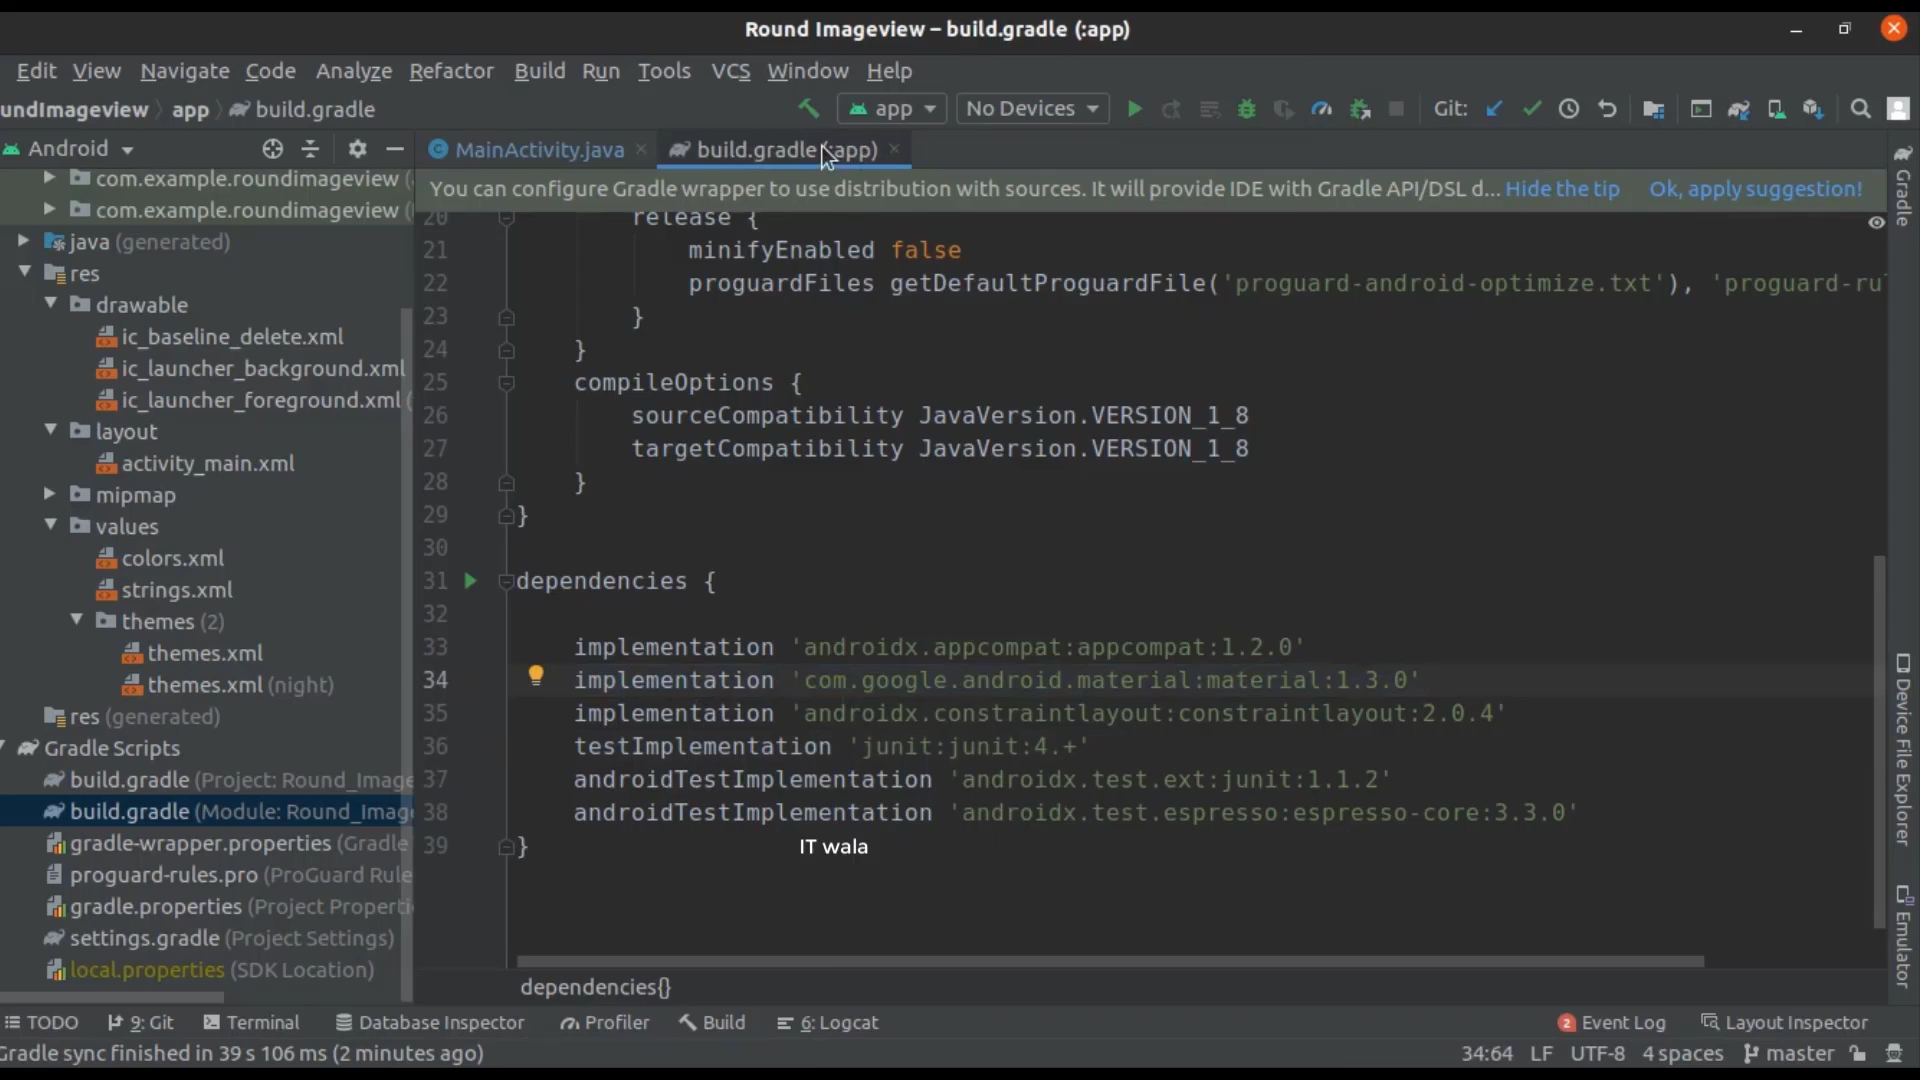 Round Imageview – build.gradle (:app)
Edit View Navigate Code Analyze Refactor Build Run Tools VCS Window Help
undImageview app build.gradle
app No Devices Git:
Android
MainActivity.java build.gradle (:app)
You can configure Gradle wrapper to use distribution with sources. It will provide IDE with Gradle API/DSL d... Hide the tip Ok, apply suggestion!
com.example.roundimageview (
com.example.roundimageview (
java (generated)
res
drawable
ic_baseline_delete.xml
ic_launcher_background.xml
ic_launcher_foreground.xml (
layout
activity_main.xml
mipmap
values
colors.xml
strings.xml
themes (2)
themes.xml
themes.xml (night)
res (generated)
Gradle Scripts
build.gradle (Project: Round_Image
build.gradle (Module: Round_Imag
gradle-wrapper.properties (Gradle
proguard-rules.pro (ProGuard Rule
gradle.properties (Project Properti
settings.gradle (Project Settings)
local.properties (SDK Location)
20 release {
21 minifyEnabled false
22 proguardFiles getDefaultProguardFile('proguard-android-optimize.txt'), 'proguard-ru
23 }
24 }
25 compileOptions {
26 sourceCompatibility JavaVersion.VERSION_1_8
27 targetCompatibility JavaVersion.VERSION_1_8
28 }
29 }
30
31 dependencies {
32
33 implementation 'androidx.appcompat:appcompat:1.2.0'
34 implementation 'com.google.android.material:material:1.3.0'
35 implementation 'androidx.constraintlayout:constraintlayout:2.0.4'
36 testImplementation 'junit:junit:4.+'
37 androidTestImplementation 'androidx.test.ext:junit:1.1.2'
38 androidTestImplementation 'androidx.test.espresso:espresso-core:3.3.0'
39 }
IT wala
dependencies{}
Gradle
Device File Explorer
Emulator
TODO 9: Git Terminal Database Inspector Profiler Build 6: Logcat 2 Event Log Layout Inspector
Gradle sync finished in 39 s 106 ms (2 minutes ago) 34:64 LF UTF-8 4 spaces master